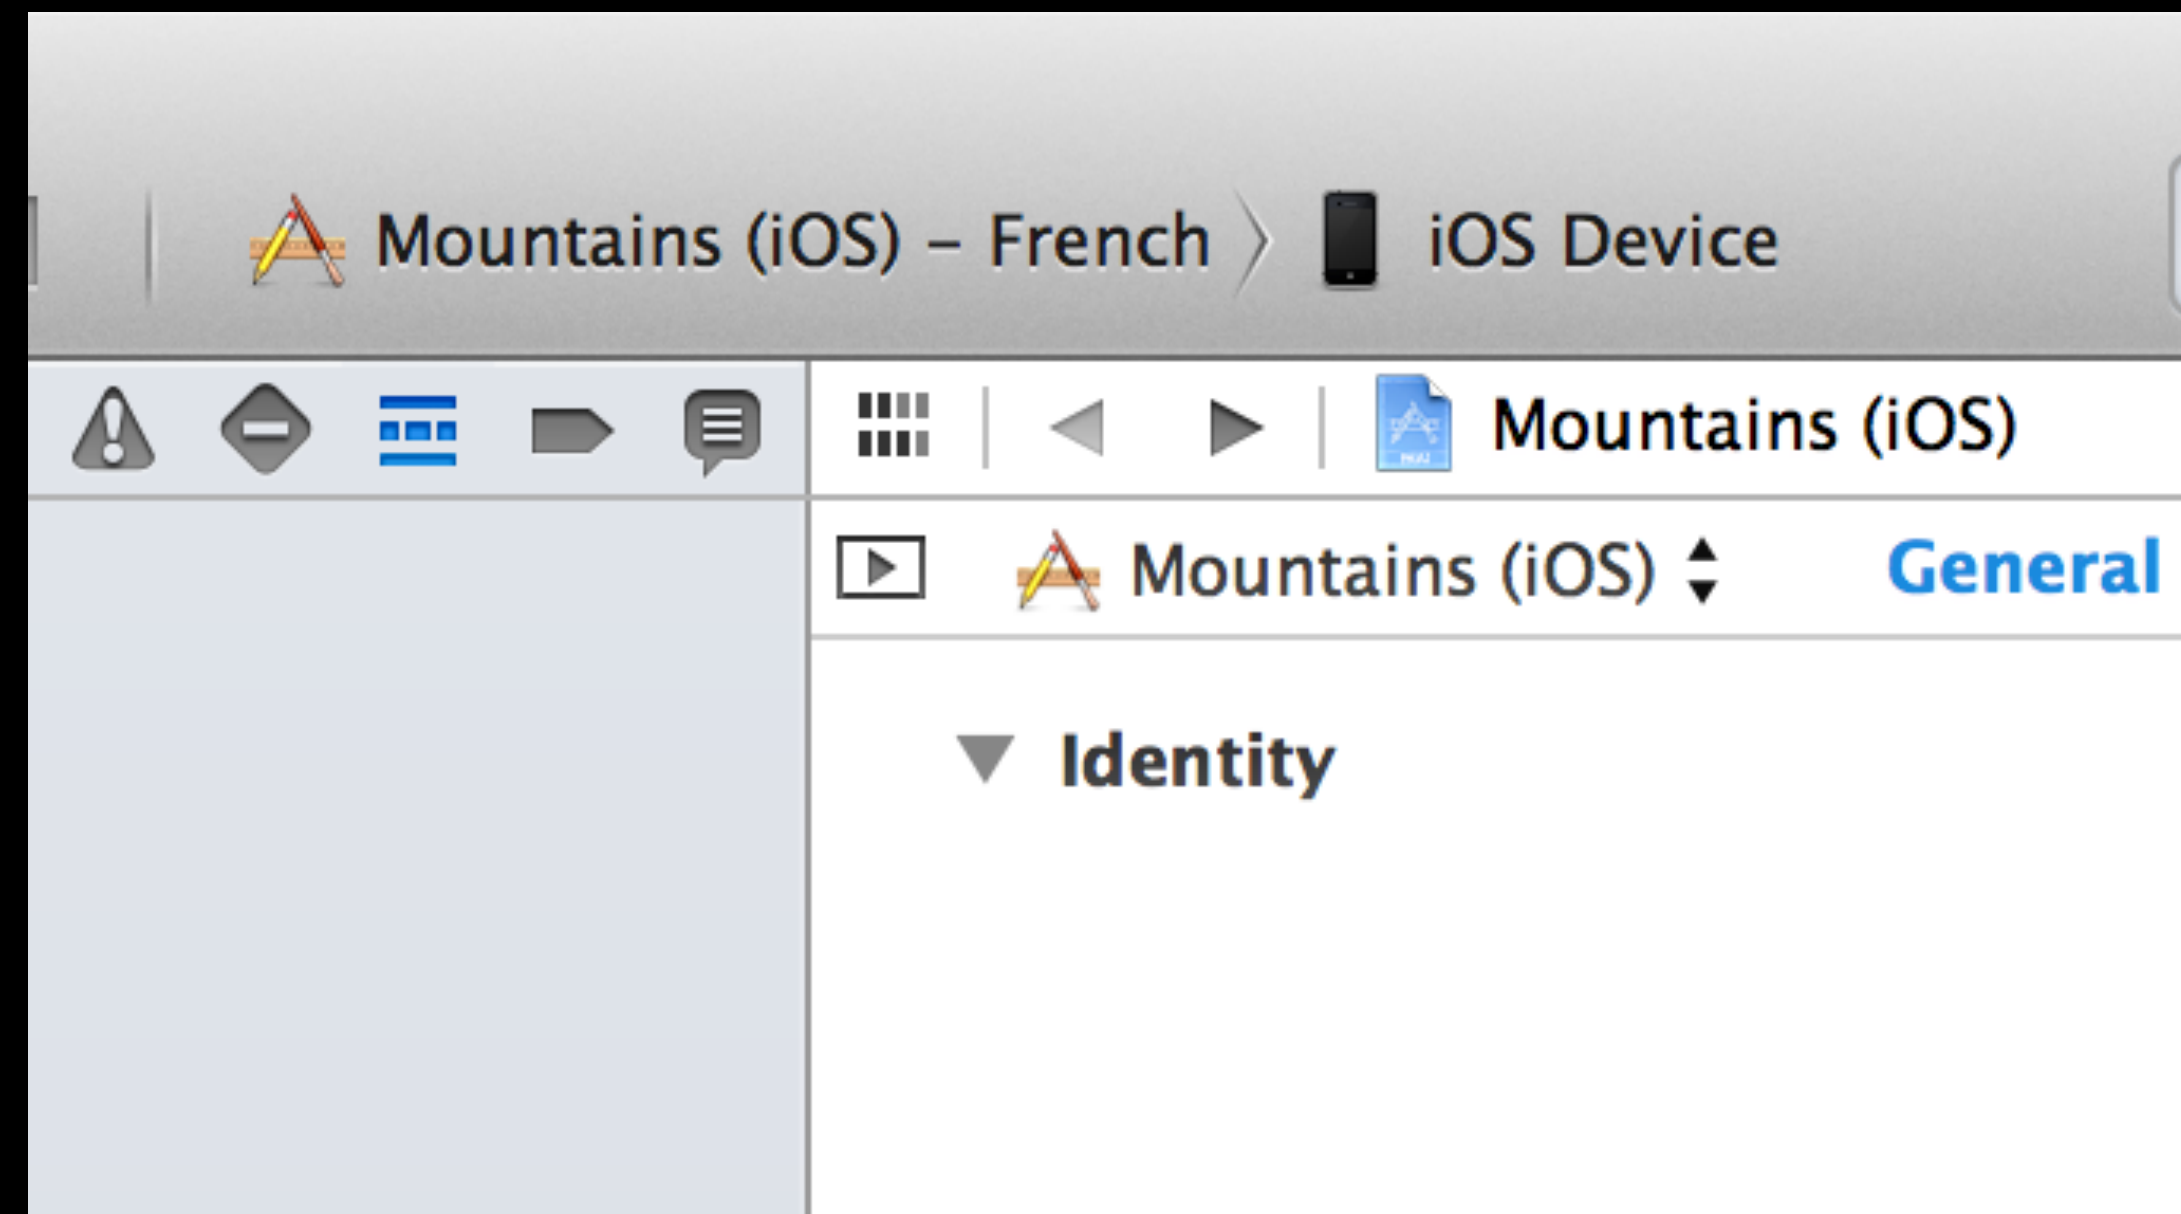 Mountains (iOS) – French
iOS Device
Mountains (iOS)
Mountains (iOS)
General
Identity